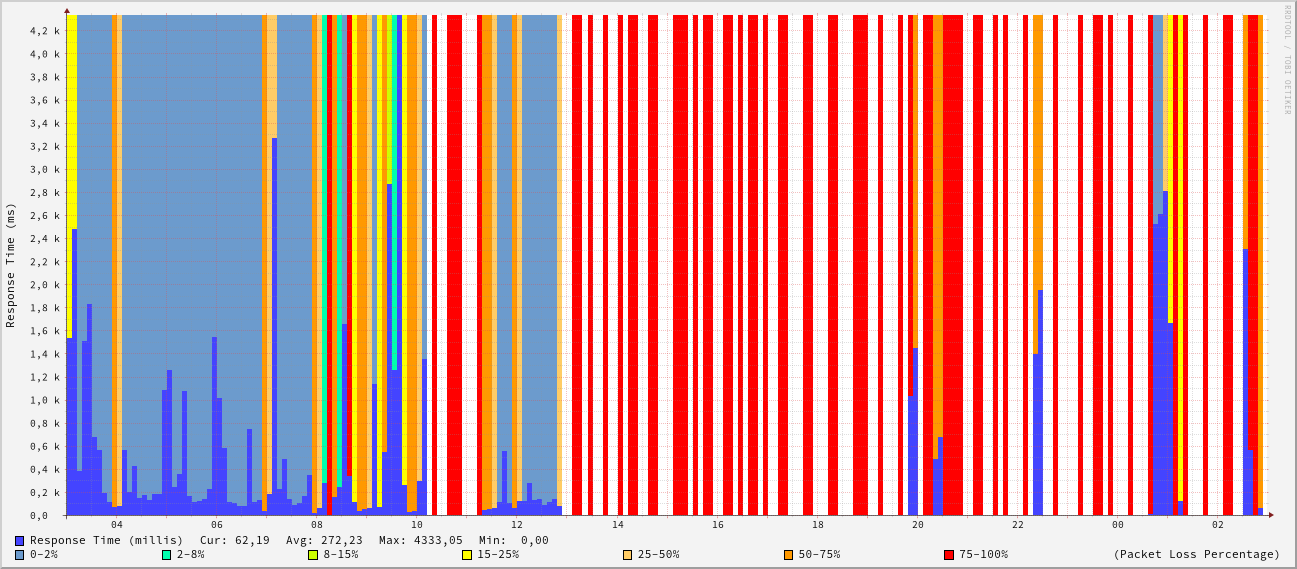 RRDTOOL / TOBI OETIKER
Response Time (ms)
4,2 k
4,0 k
3,8 k
3,6 k
3,4 k
3,2 k
3,0 k
2,8 k
2,6 k
2,4 k
2,2 k
2,0 k
1,8 k
1,6 k
1,4 k
1,2 k
1,0 k
0,8 k
0,6 k
0,4 k
0,2 k
0,0
04 06 08 10 12 14 16 18 20 22 00 02
Response Time (millis) Cur: 62,19 Avg: 272,23 Max: 4333,05 Min: 0,00
0-2% 2-8% 8-15% 15-25% 25-50% 50-75% 75-100% (Packet Loss Percentage)